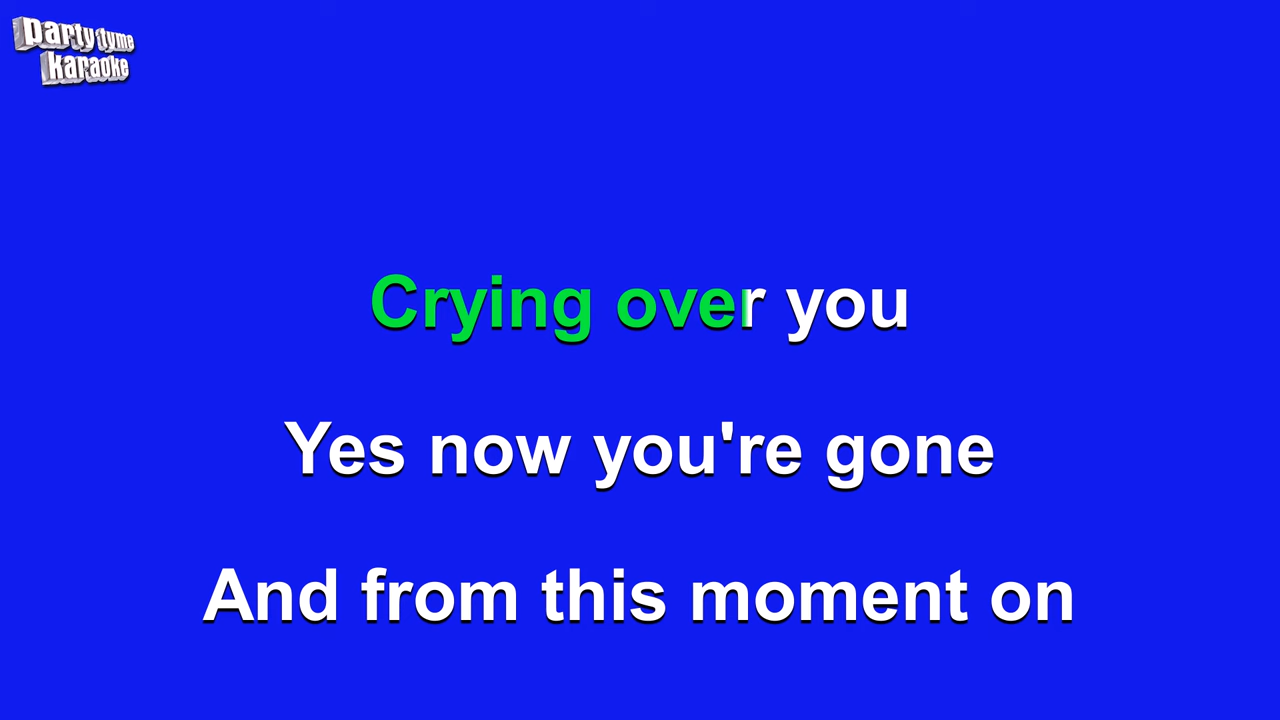 party tyme
karaoke
Crying over you
Yes now you're gone
And from this moment on